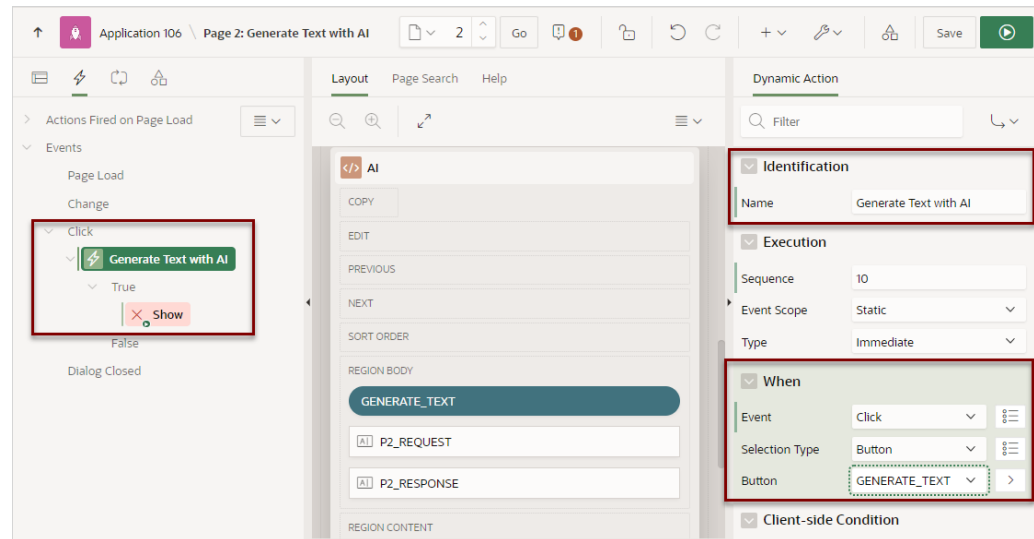 Application 106 \ Page 2: Generate Text with AI
2
Go
1
Save
Actions Fired on Page Load
Events
Page Load
Change
Click
Generate Text with AI
True
Show
False
Dialog Closed
Layout Page Search Help
</> AI
COPY
EDIT
PREVIOUS
NEXT
SORT ORDER
REGION BODY
GENERATE_TEXT
P2_REQUEST
P2_RESPONSE
REGION CONTENT
Dynamic Action
Filter
Identification
Name Generate Text with AI
Execution
Sequence 10
Event Scope Static
Type Immediate
When
Event Click
Selection Type Button
Button GENERATE_TEXT
Client-side Condition